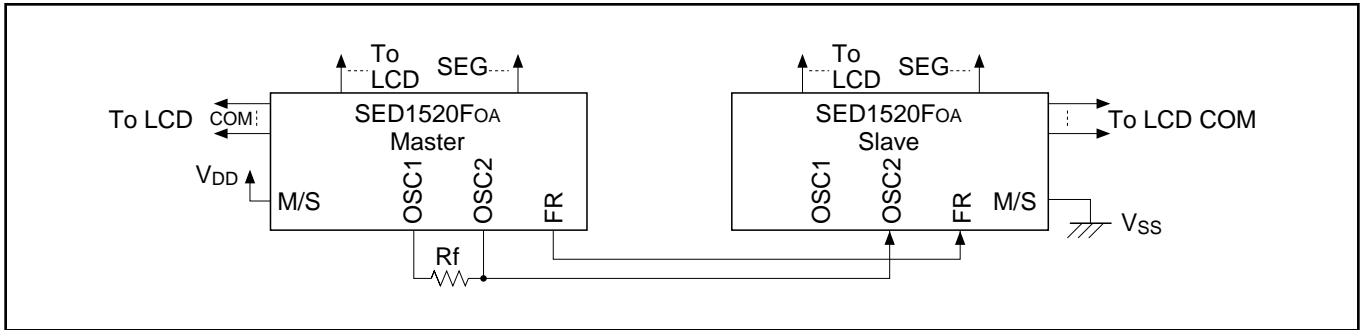 To LCD
SEG
To LCD
SEG
To LCD COM
SED1520FOA
Master
VDD
M/S
OSC1
OSC2
FR
Rf
SED1520FOA
Slave
OSC1
OSC2
FR
M/S
To LCD COM
VSS